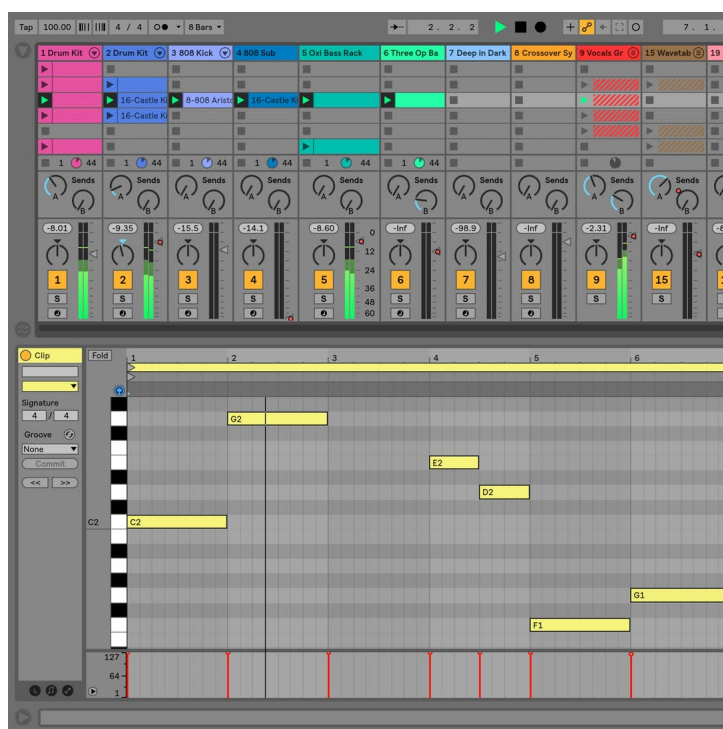 Tap 100.00 4 / 4 8 Bars 2 . 2 . 2 7 . 1 .
1 Drum Kit 2 Drum Kit 3 808 Kick 4 808 Sub 5 Oxi Bass Rack 6 Three Op Ba 7 Deep in Dark 8 Crossover Sy 9 Vocals Gr 15 Wavetab 19
16-Castle Ki 8-808 Aristo 16-Castle Ki
16-Castle Ki
1 44 1 44 1 44 1 44 1 44 1 44
Sends Sends Sends Sends Sends Sends Sends Sends Sends Sends
A A A A A A A A A A
B B B B B B B B B B
-8.01 -9.35 -15.5 -14.1 -8.60 -Inf -98.9 -Inf -2.31 -Inf
0
12
24
1 2 3 4 5 6 7 8 9 15
36
S S S S S S S S S S
48
60
Clip Fold 1 2 3 4 5 6
Signature
4 / 4
G2
Groove
None
Commit
E2
<< >>
D2
C2 C2
G1
F1
127
64
1